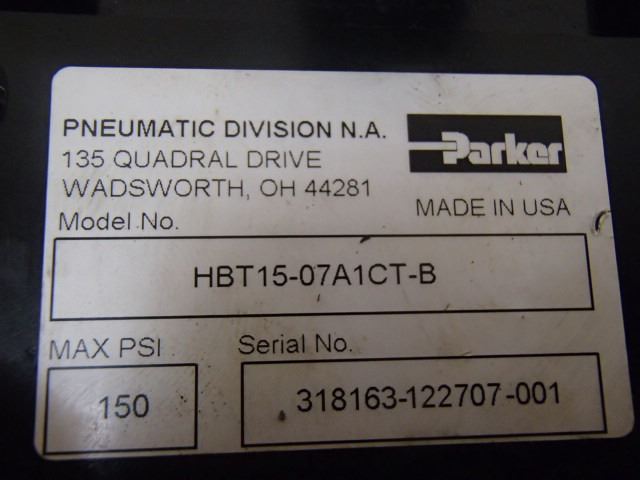 PNEUMATIC DIVISION N.A.
135 QUADRAL DRIVE
WADSWORTH, OH 44281
Parker
MADE IN USA
Model No.
HBT15-07A1CT-B
MAX PSI
150
Serial No.
318163-122707-001